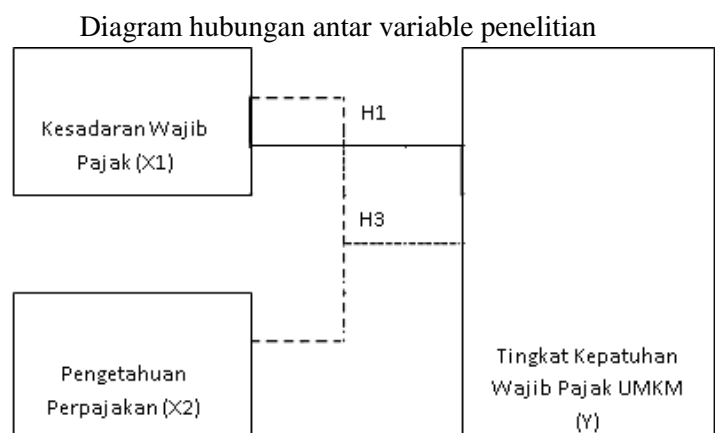 Diagram hubungan antar variable penelitian
Kesadaran Wajib
Pajak (X1)
H1
H3
Pengetahuan
Perpajakan (X2)
Tingkat Kepatuhan
Wajib Pajak UMKM
(Y)